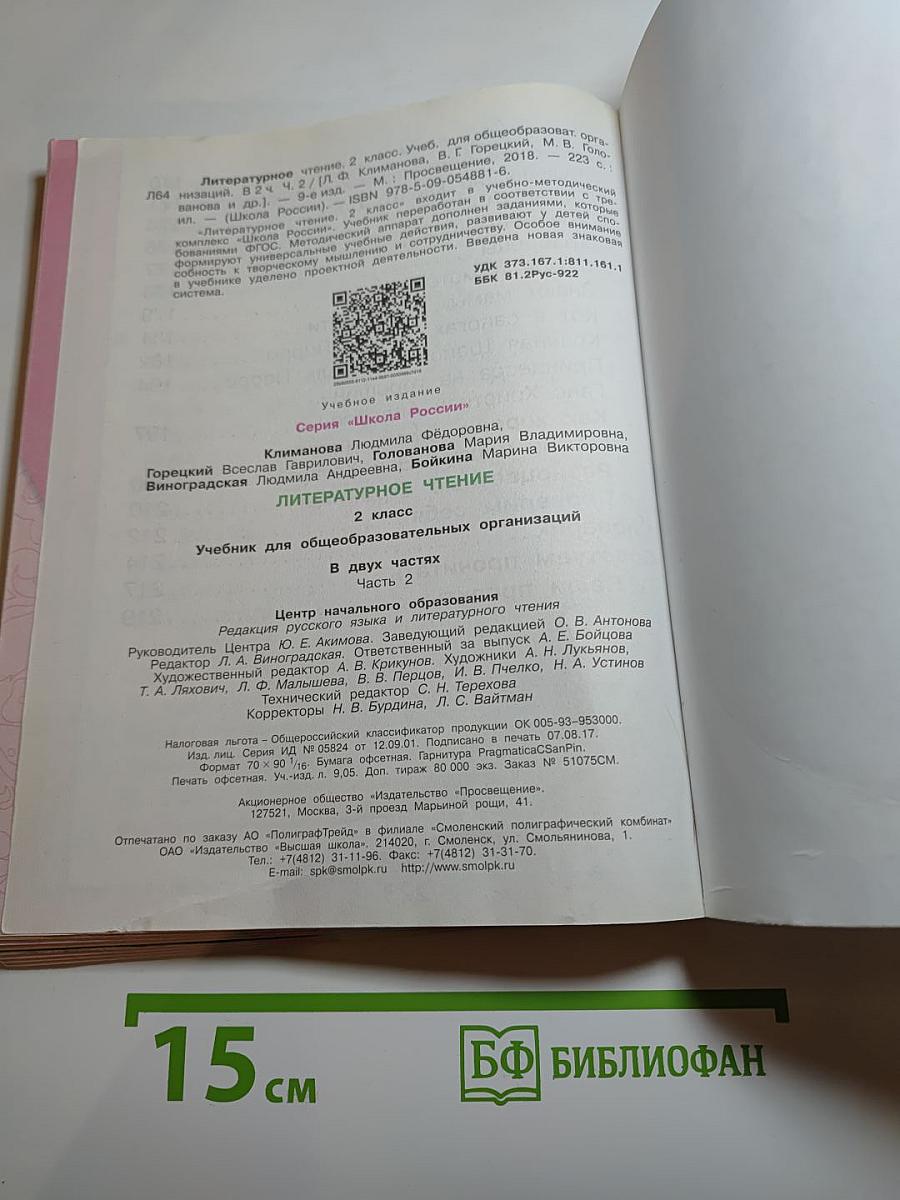 Литературное чтение. 2 класс. Учеб. для общеобразоват. орга-
Л64 низаций. В 2 ч. Ч. 2 / [Л. Ф. Климанова, В. Г. Горецкий, М. В. Голо-
ванова и др.]. — 9-е изд. — М. : Просвещение, 2018. — 223 с. :
ил. — (Школа России). — ISBN 978-5-09-054881-6.
«Литературное чтение. 2 класс» входит в учебно-методический
комплекс «Школа России». Учебник переработан в соответствии с тре-
бованиями ФГОС. Методический аппарат дополнен заданиями, которые
формируют универсальные учебные действия, развивают у детей спо-
собность к творческому мышлению и сотрудничеству. Особое внимание
в учебнике уделено проектной деятельности. Введена новая знаковая
система.
УДК 373.167.1:811.161.1
ББК 81.2Рус-922
Учебное издание
Серия «Школа России»
Климанова Людмила Фёдоровна,
Горецкий Всеслав Гаврилович, Голованова Мария Владимировна,
Виноградская Людмила Андреевна, Бойкина Марина Викторовна
ЛИТЕРАТУРНОЕ ЧТЕНИЕ
2 класс
Учебник для общеобразовательных организаций
В двух частях
Часть 2
Центр начального образования
Редакция русского языка и литературного чтения
Руководитель Центра Ю. Е. Акимова. Заведующий редакцией О. В. Антонова
Редактор Л. А. Виноградская. Ответственный за выпуск А. Е. Бойцова
Художественный редактор А. В. Крикунов. Художники А. Н. Лукьянов,
Т. А. Ляхович, Л. Ф. Малышева, В. В. Перцов, И. В. Пчелко, Н. А. Устинов
Технический редактор С. Н. Терехова
Корректоры Н. В. Бурдина, Л. С. Вайтман
Налоговая льгота – Общероссийский классификатор продукции ОК 005-93–953000.
Изд. лиц. Серия ИД № 05824 от 12.09.01. Подписано в печать 07.08.17.
Формат 70 × 90 1/16. Бумага офсетная. Гарнитура PragmaticaCSanPin.
Печать офсетная. Уч.-изд. л. 9,05. Доп. тираж 80 000 экз. Заказ № 51075СМ.
Акционерное общество «Издательство «Просвещение».
127521, Москва, 3-й проезд Марьиной рощи, 41.
Отпечатано по заказу АО «ПолиграфТрейд» в филиале «Смоленский полиграфический комбинат»
ОАО «Издательство «Высшая школа». 214020, г. Смоленск, ул. Смольянинова, 1.
Тел.: +7(4812) 31-11-96. Факс: +7(4812) 31-31-70.
E-mail: spk@smolpk.ru http://www.smolpk.ru
15 см
БФ БИБЛИОФАН